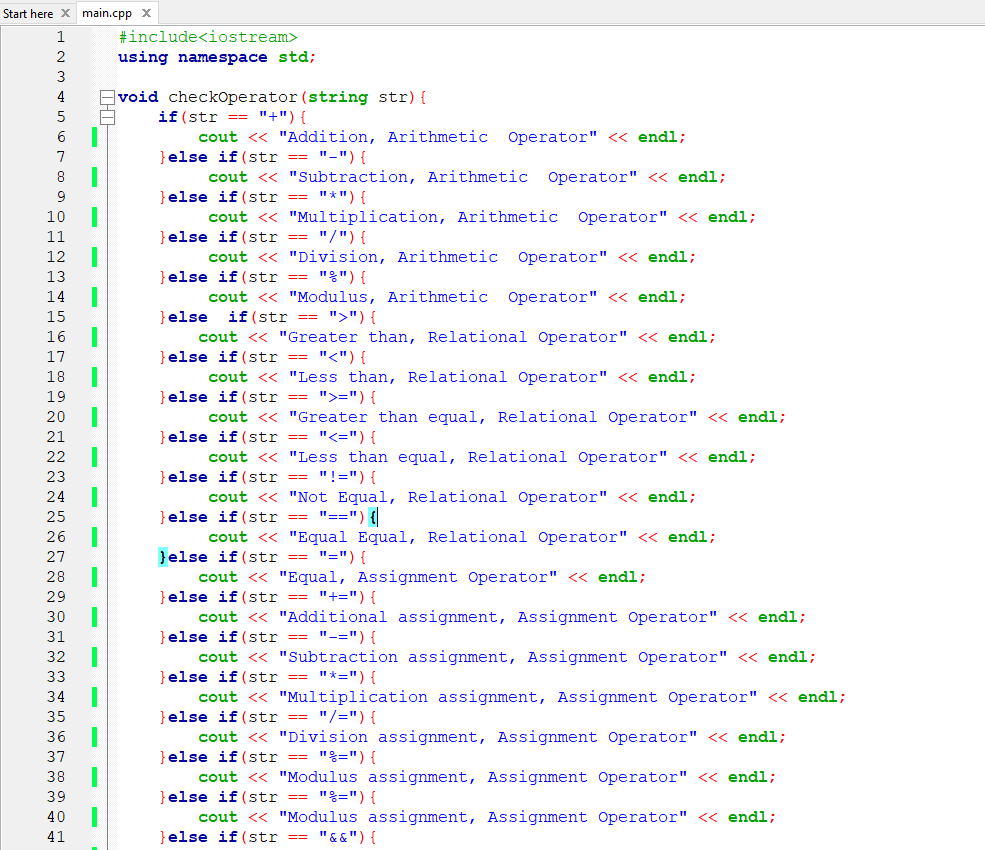 Start here X main.cpp X
1 #include<iostream>
2 using namespace std;
3
4 void checkOperator(string str){
5     if(str == "+"){
6         cout << "Addition, Arithmetic  Operator" << endl;
7     }else if(str == "-"){
8          cout << "Subtraction, Arithmetic  Operator" << endl;
9     }else if(str == "*"){
10          cout << "Multiplication, Arithmetic  Operator" << endl;
11     }else if(str == "/"){
12          cout << "Division, Arithmetic  Operator" << endl;
13     }else if(str == "%"){
14          cout << "Modulus, Arithmetic  Operator" << endl;
15     }else  if(str == ">"){
16         cout << "Greater than, Relational Operator" << endl;
17     }else if(str == "<"){
18          cout << "Less than, Relational Operator" << endl;
19     }else if(str == ">="){
20          cout << "Greater than equal, Relational Operator" << endl;
21     }else if(str == "<="){
22          cout << "Less than equal, Relational Operator" << endl;
23     }else if(str == "!="){
24          cout << "Not Equal, Relational Operator" << endl;
25     }else if(str == "=="){
26          cout << "Equal Equal, Relational Operator" << endl;
27     }else if(str == "="){
28         cout << "Equal, Assignment Operator" << endl;
29     }else if(str == "+="){
30         cout << "Additional assignment, Assignment Operator" << endl;
31     }else if(str == "-="){
32         cout << "Subtraction assignment, Assignment Operator" << endl;
33     }else if(str == "*="){
34         cout << "Multiplication assignment, Assignment Operator" << endl;
35     }else if(str == "/="){
36         cout << "Division assignment, Assignment Operator" << endl;
37     }else if(str == "%="){
38         cout << "Modulus assignment, Assignment Operator" << endl;
39     }else if(str == "%="){
40         cout << "Modulus assignment, Assignment Operator" << endl;
41     }else if(str == "&&"){